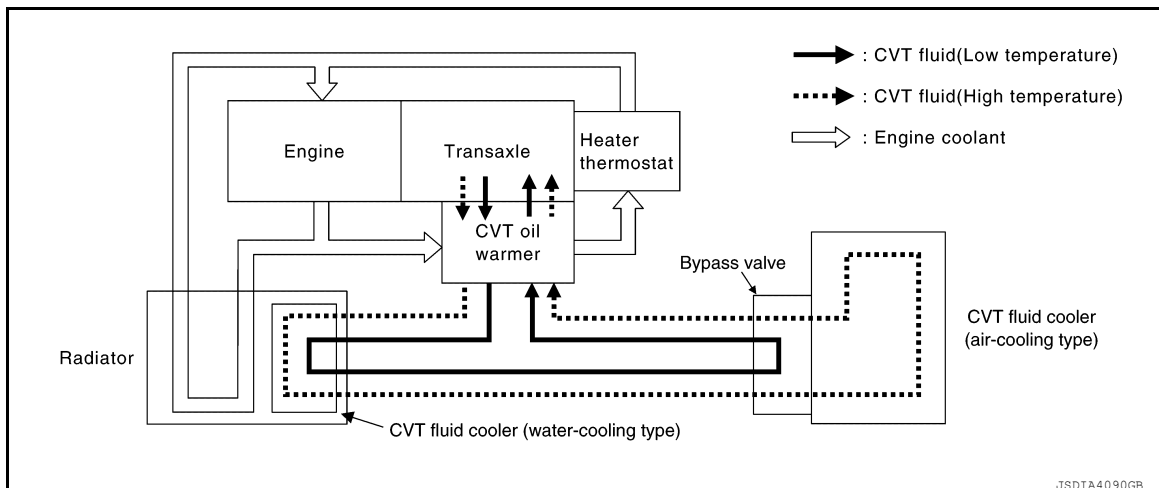 : CVT fluid(Low temperature)
: CVT fluid(High temperature)
: Engine coolant
Engine
Transaxle
Heater
thermostat
CVT oil
warmer
Bypass valve
CVT fluid cooler
(air-cooling type)
Radiator
CVT fluid cooler (water-cooling type)
JSDIA4090GB